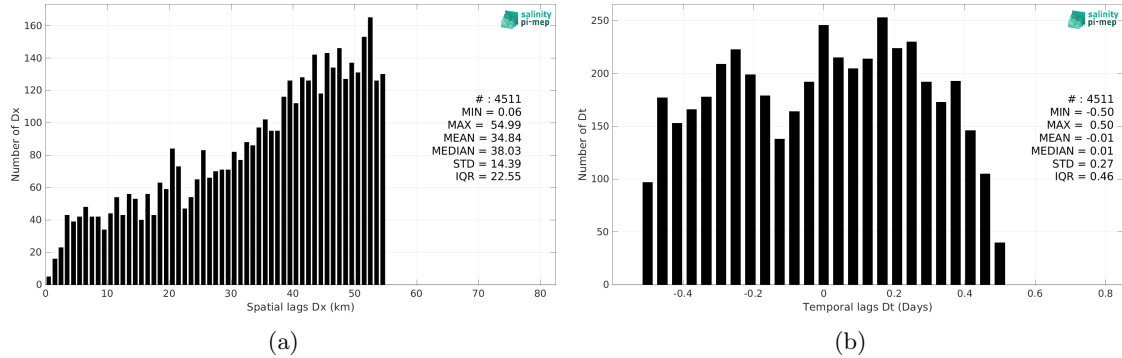 salinity
pi-mep
160
140
120
100
80
60
40
20
0
Number of Dx
# : 4511
MIN = 0.06
MAX = 54.99
MEAN = 34.84
MEDIAN = 38.03
STD = 14.39
IQR = 22.55
0 10 20 30 40 50 60 70 80
Spatial lags Dx (km)
(a)
salinity
pi-mep
250
200
150
100
50
0
Number of Dt
# : 4511
MIN = -0.50
MAX = 0.50
MEAN = -0.01
MEDIAN = 0.01
STD = 0.27
IQR = 0.46
-0.4 -0.2 0 0.2 0.4 0.6 0.8
Temporal lags Dt (Days)
(b)